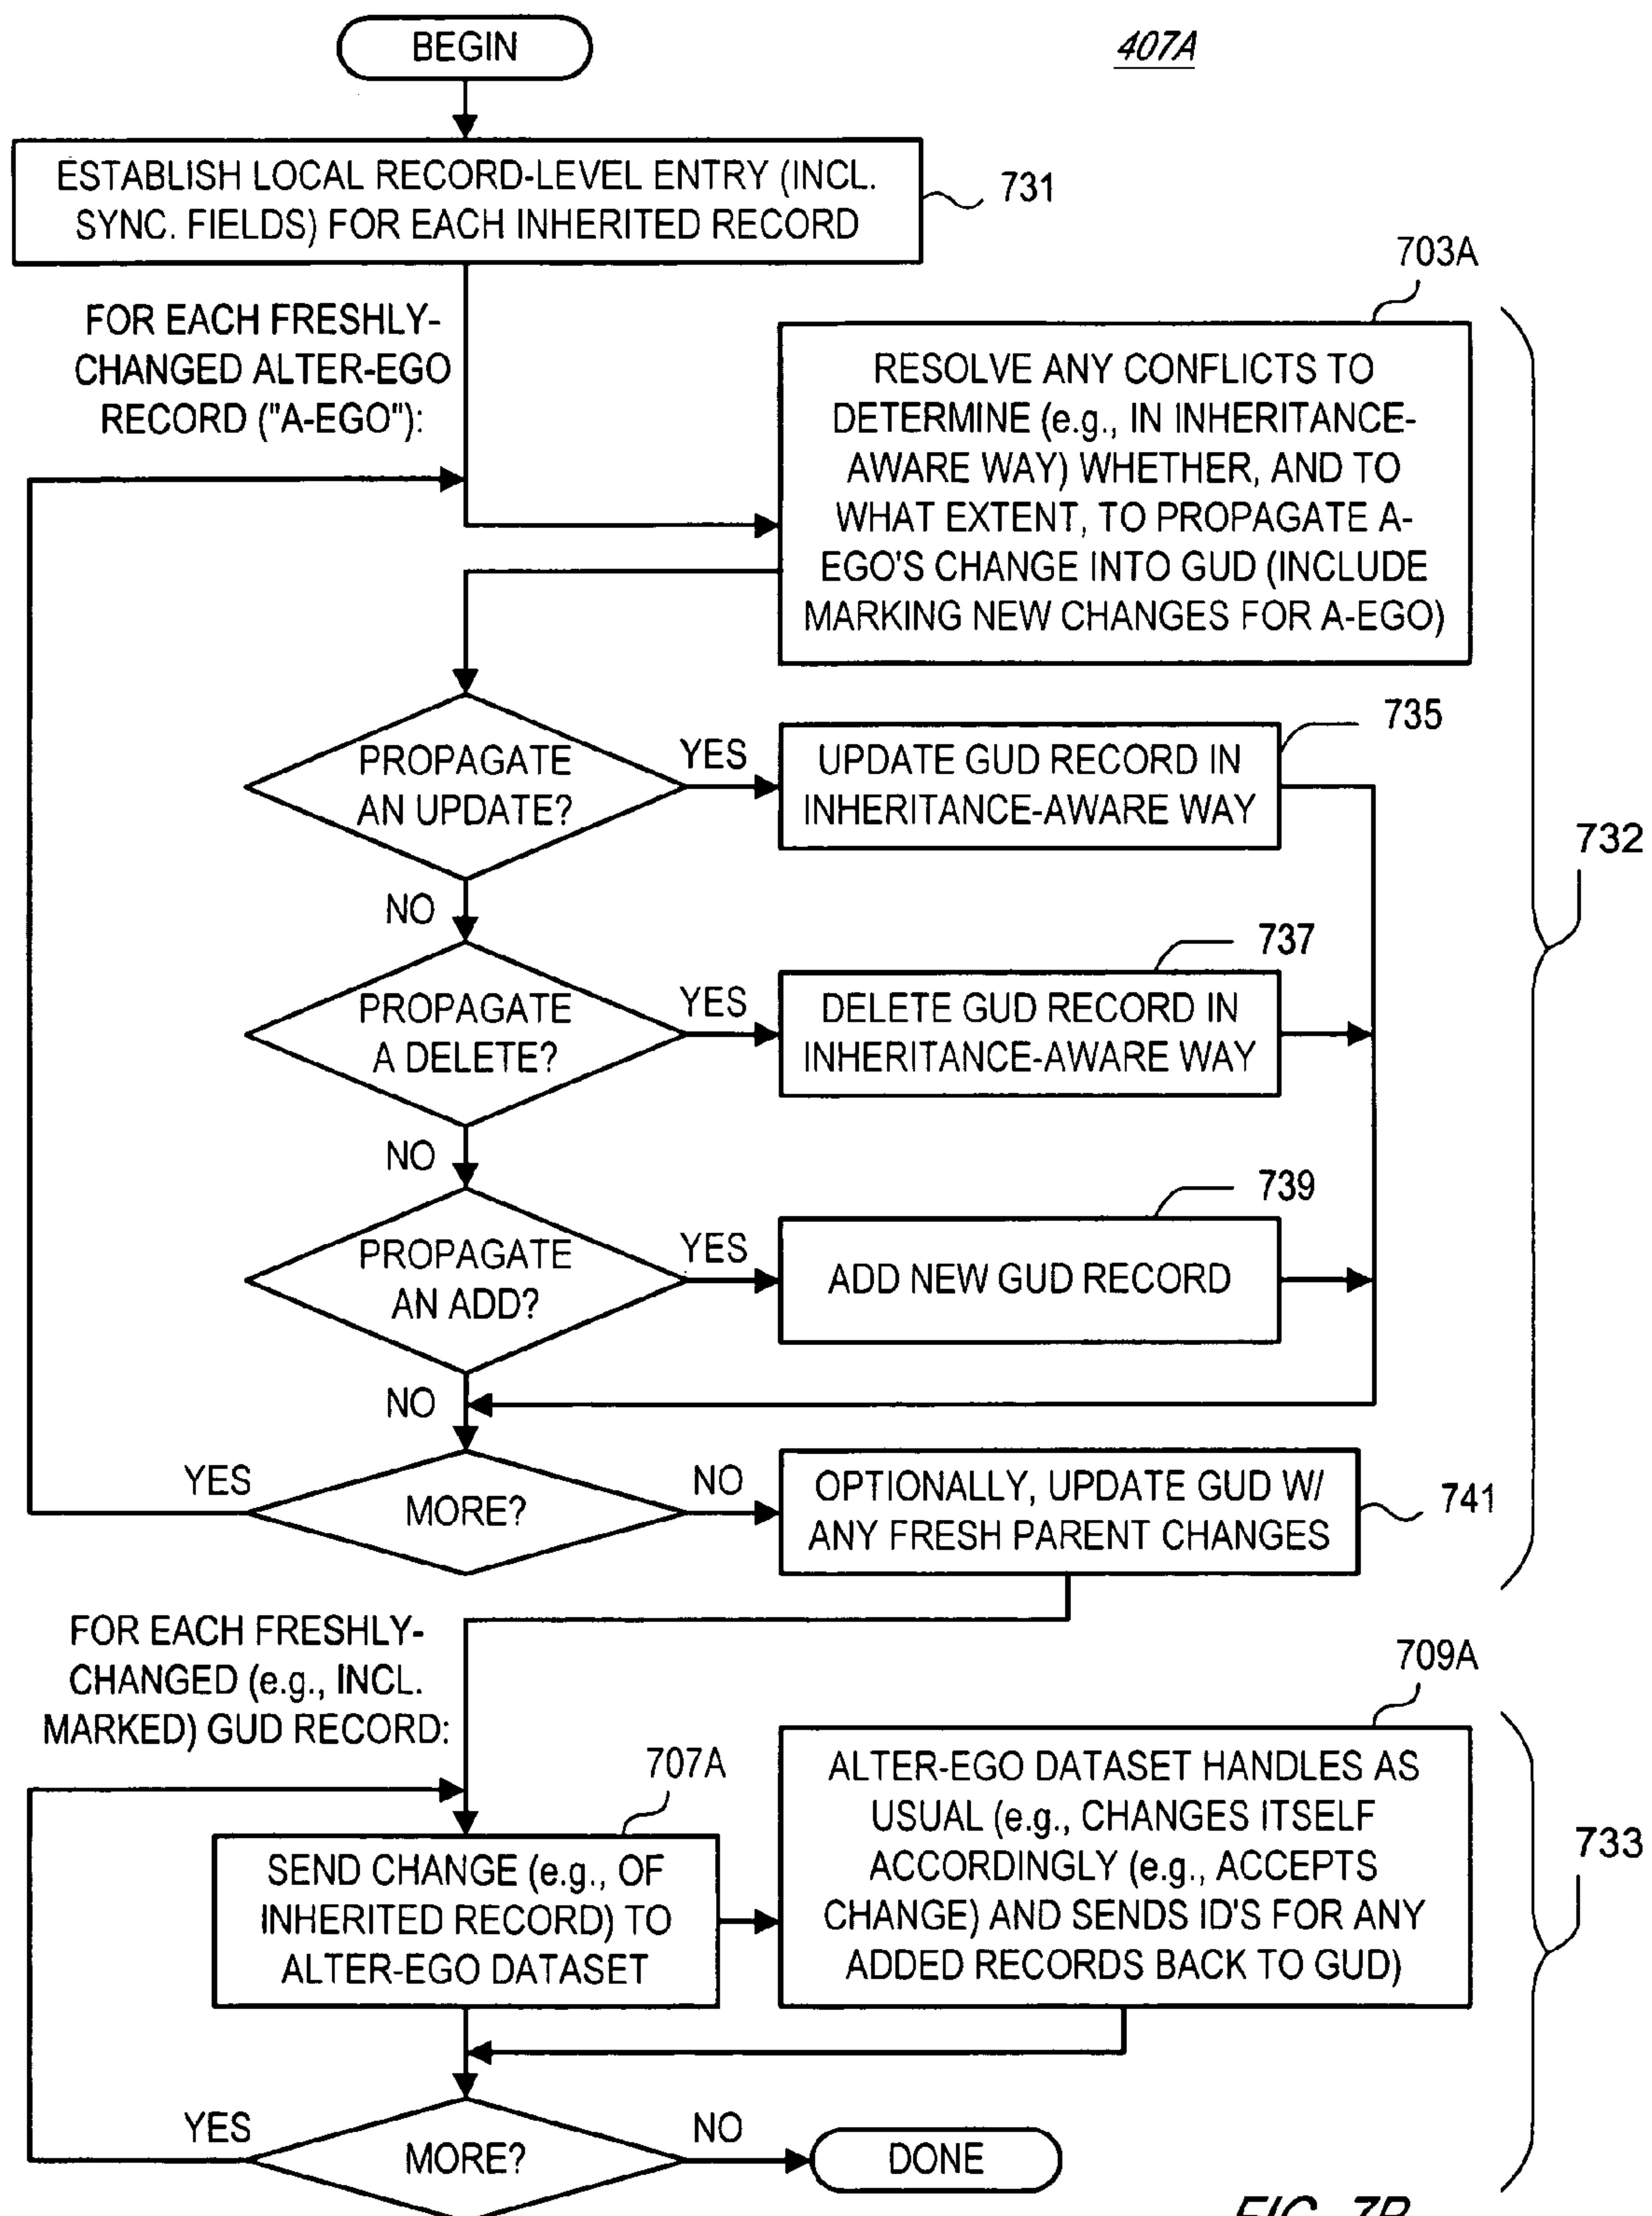 BEGIN
407A
ESTABLISH LOCAL RECORD-LEVEL ENTRY (INCL.
SYNC. FIELDS) FOR EACH INHERITED RECORD
731
FOR EACH FRESHLY-
CHANGED ALTER-EGO
RECORD ("A-EGO"):
703A
RESOLVE ANY CONFLICTS TO
DETERMINE (e.g., IN INHERITANCE-
AWARE WAY) WHETHER, AND TO
WHAT EXTENT, TO PROPAGATE A-
EGO'S CHANGE INTO GUD (INCLUDE
MARKING NEW CHANGES FOR A-EGO)
PROPAGATE
AN UPDATE?
YES
735
UPDATE GUD RECORD IN
INHERITANCE-AWARE WAY
732
NO
PROPAGATE
A DELETE?
YES
737
DELETE GUD RECORD IN
INHERITANCE-AWARE WAY
NO
PROPAGATE
AN ADD?
YES
739
ADD NEW GUD RECORD
NO
YES
MORE?
NO
OPTIONALLY, UPDATE GUD W/
ANY FRESH PARENT CHANGES
741
FOR EACH FRESHLY-
CHANGED (e.g., INCL.
MARKED) GUD RECORD:
707A
SEND CHANGE (e.g., OF
INHERITED RECORD) TO
ALTER-EGO DATASET
709A
ALTER-EGO DATASET HANDLES AS
USUAL (e.g., CHANGES ITSELF
ACCORDINGLY (e.g., ACCEPTS
CHANGE) AND SENDS ID'S FOR ANY
ADDED RECORDS BACK TO GUD)
733
YES
MORE?
NO
DONE
FIG. 7B